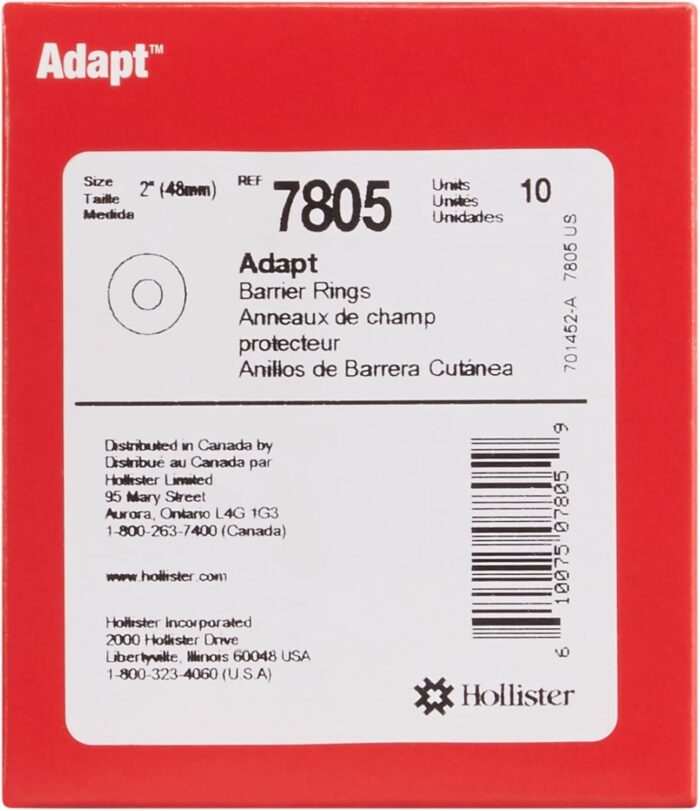 Adapt™
Size
Taille
Medida
2" (48mm)
REF
7805
Units
Unités
Unidades
10
Adapt
Barrier Rings
Anneaux de champ
protecteur
Anillos de Barrera Cutánea
701452-A 7805 US
Distributed in Canada by
Distribué au Canada par
Hollister Limited
95 Mary Street
Aurora, Ontario L4G 1G3
1-800-263-7400 (Canada)
www.hollister.com
Hollister Incorporated
2000 Hollister Drive
Libertyville, Illinois 60048 USA
1-800-323-4060 (U.S.A)
6 10075 07805 9
Hollister